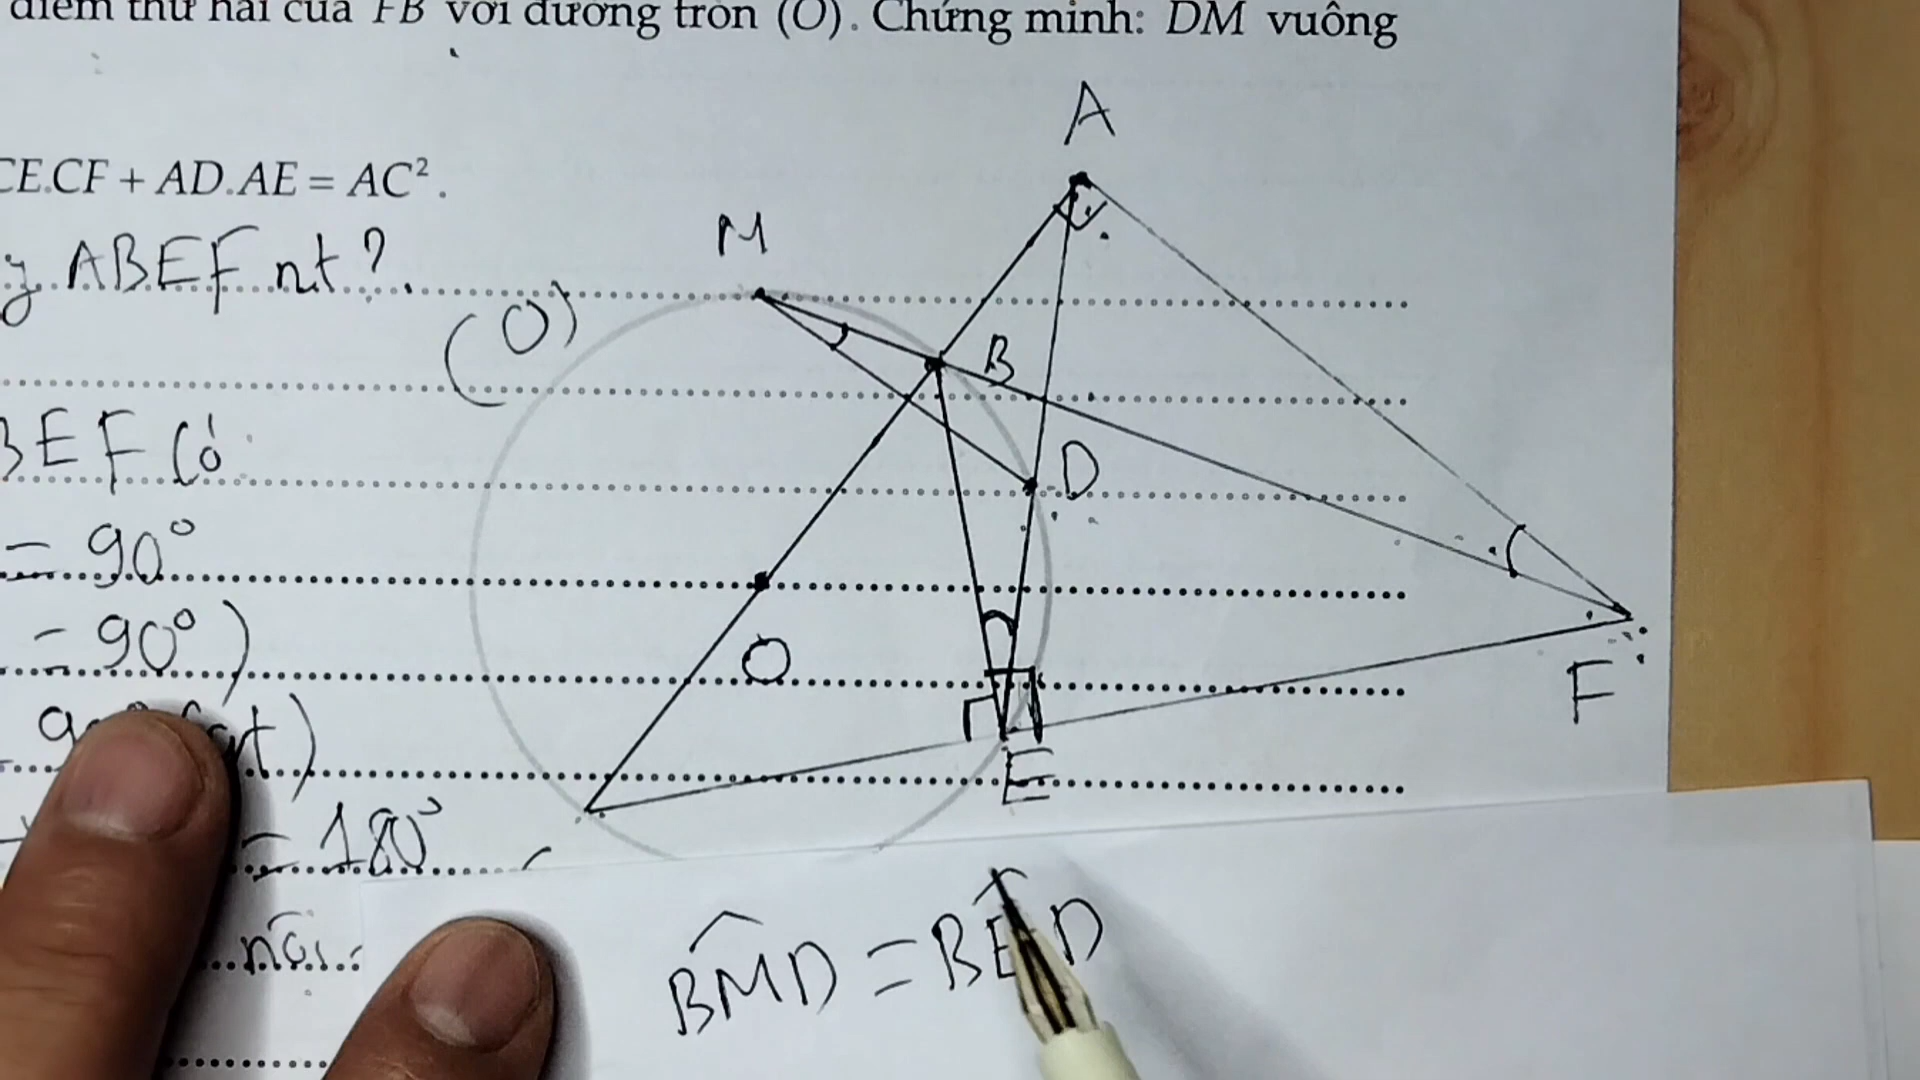 điểm thứ hai của FB với đường tròn (O). Chứng minh: DM vuông
CE.CF + AD.AE = AC².
ABEF nt?
BEF có
= 90°
= 90°)
= 180°
nội
A
M
(O)
B
D
O
F
E
BMD = BED